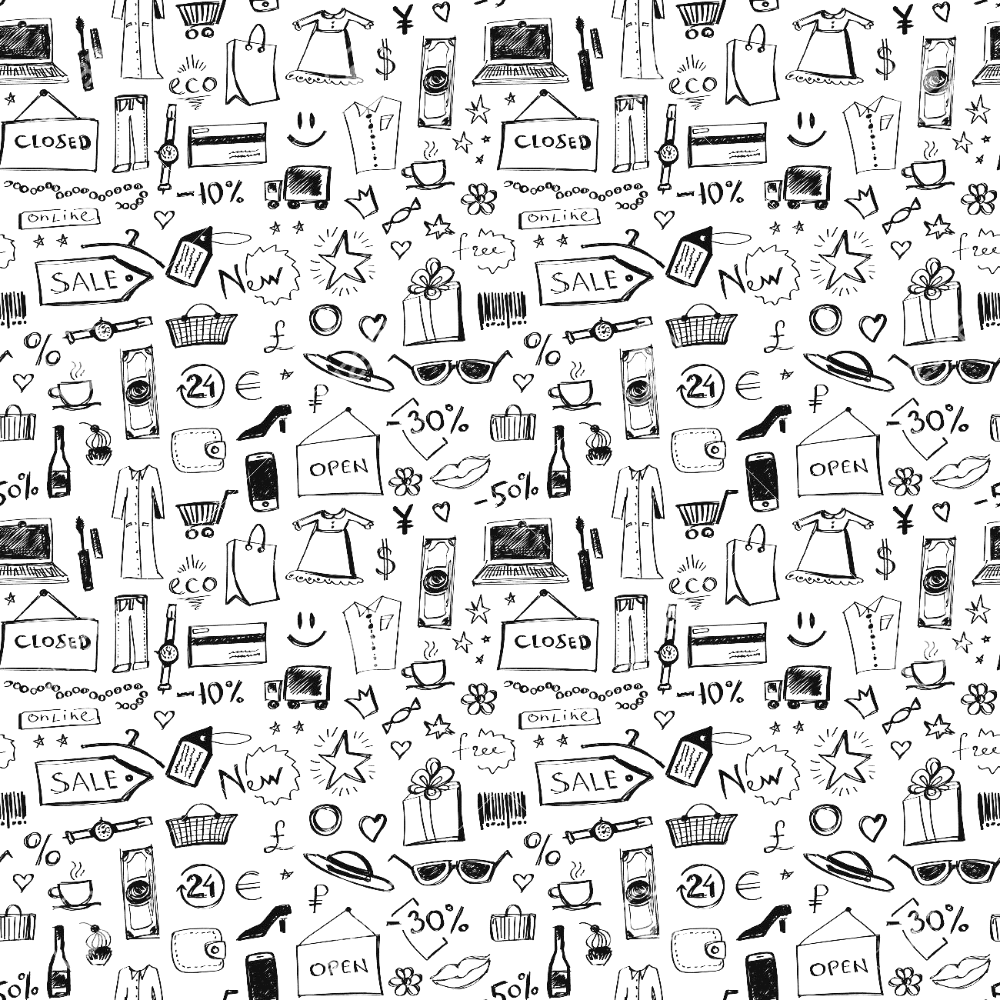 ¥ ¥
$ $
eco eco
CLOSED CLOSED
-10% -10%
online online
free free
SALE New SALE New
£ £
% %
24 € 24 €
₽ ₽
-30% -30%
OPEN OPEN
50% -50%
¥ ¥
$ $
eco eco
CLOSED CLOSED
-10% -10%
online online
free free
SALE New SALE New
£ £
% %
24 € 24 €
₽ ₽
-30% -30%
OPEN OPEN
50% -50%